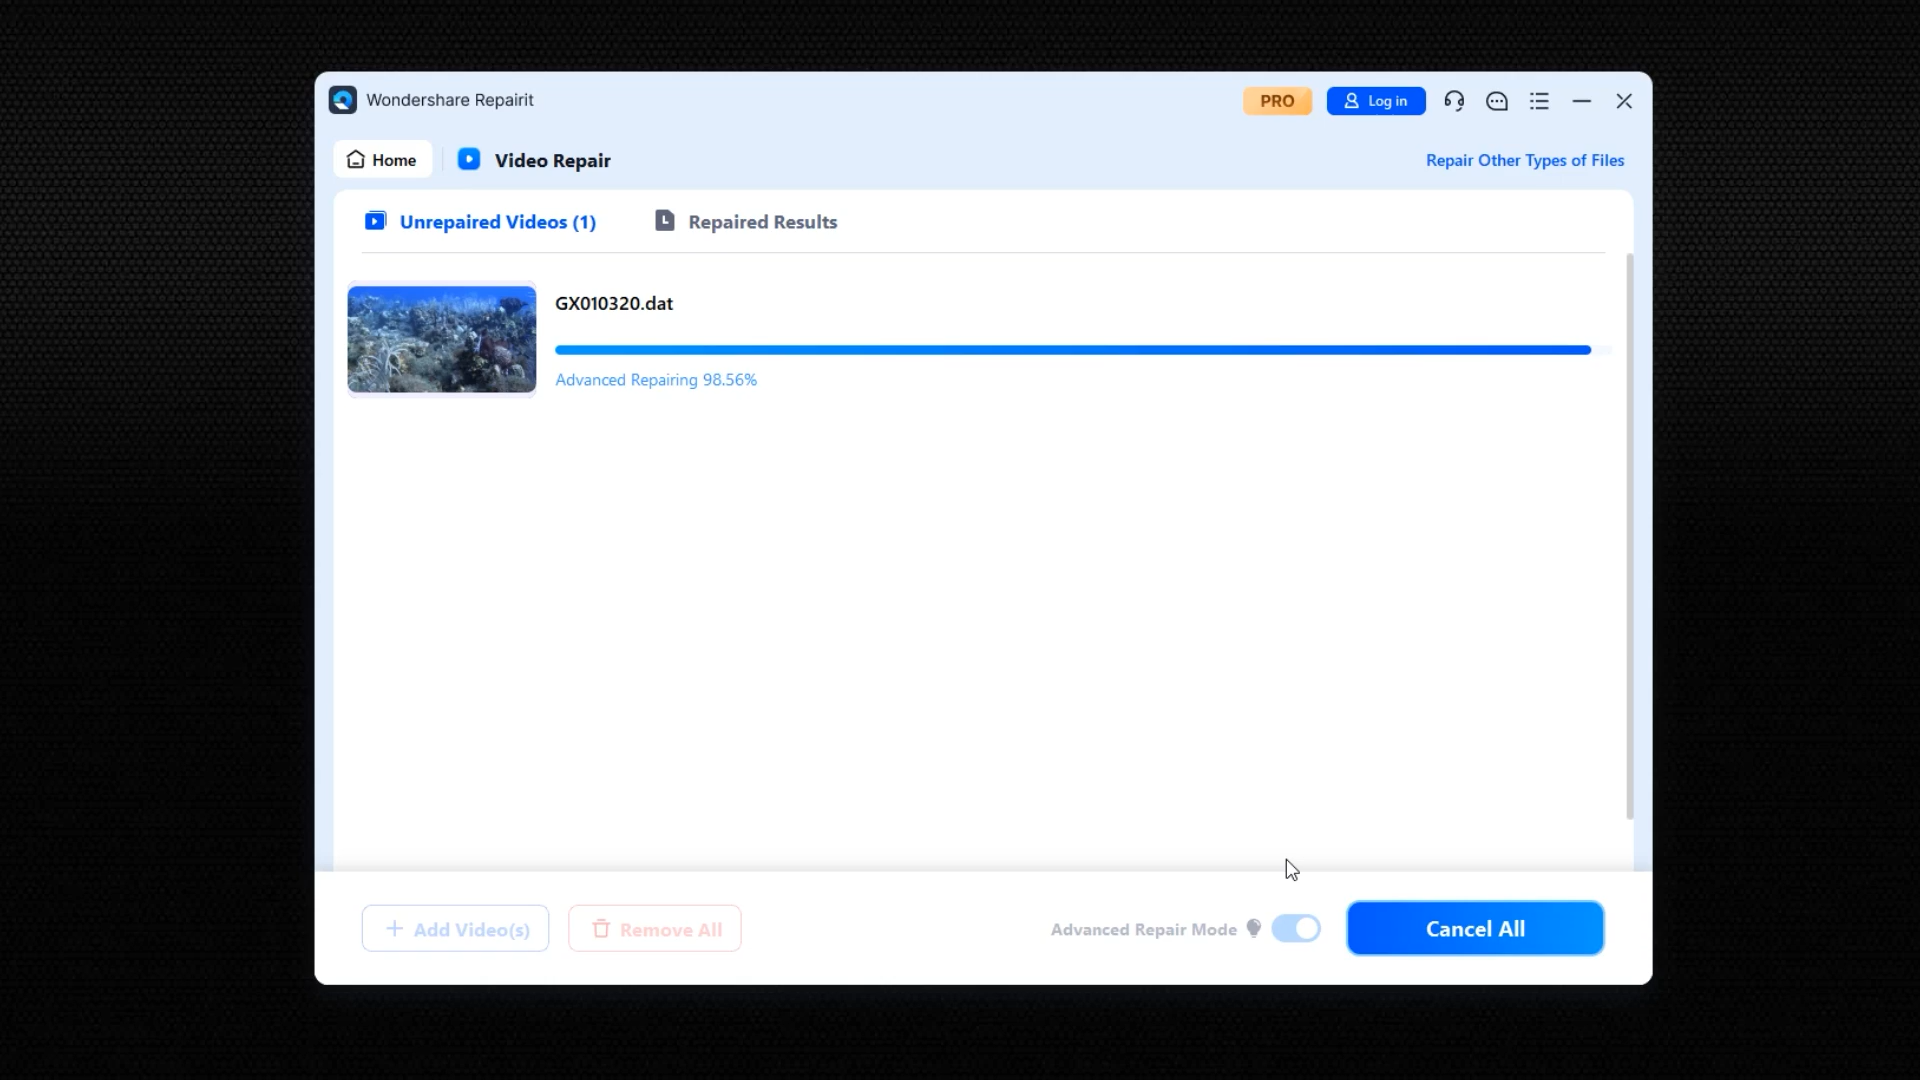 Wondershare Repairit
PRO
Log in
Home
Video Repair
Repair Other Types of Files
Unrepaired Videos (1)
Repaired Results
GX010320.dat
Advanced Repairing 98.56%
+ Add Video(s)
Remove All
Advanced Repair Mode
Cancel All